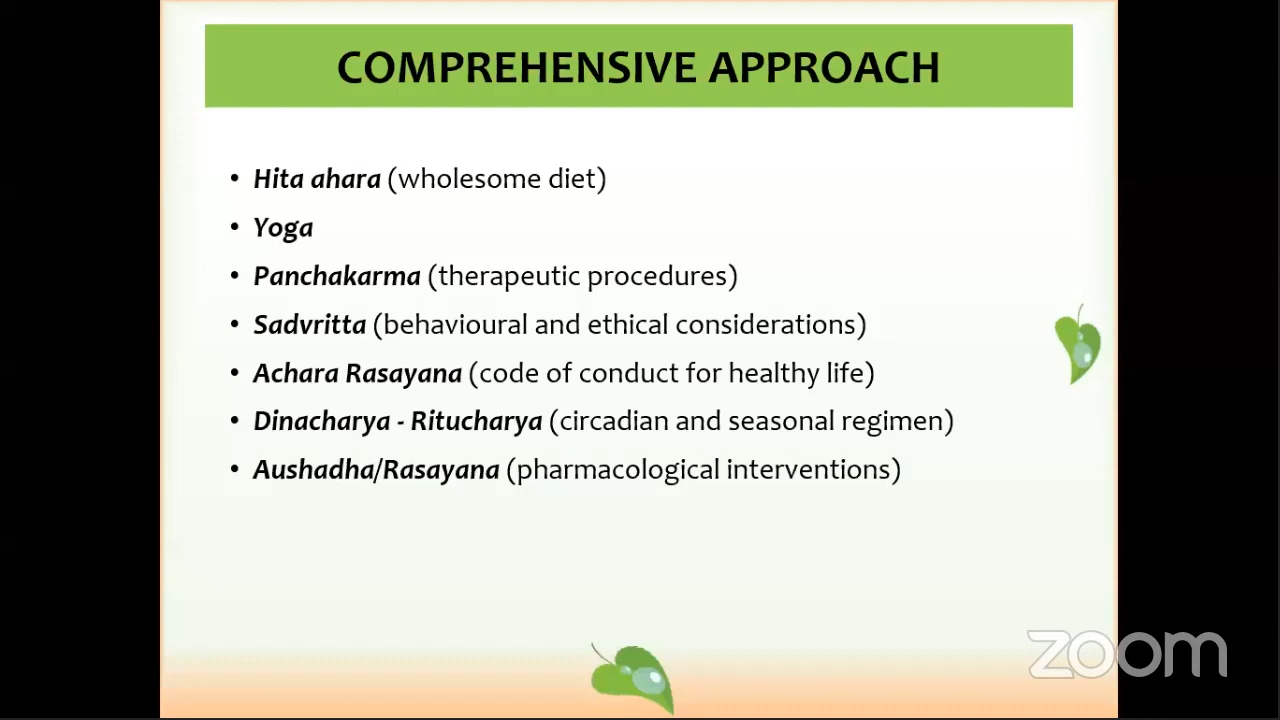 COMPREHENSIVE APPROACH
• Hita ahara (wholesome diet)
• Yoga
• Panchakarma (therapeutic procedures)
• Sadvritta (behavioural and ethical considerations)
• Achara Rasayana (code of conduct for healthy life)
• Dinacharya - Ritucharya (circadian and seasonal regimen)
• Aushadha/Rasayana (pharmacological interventions)
zoom